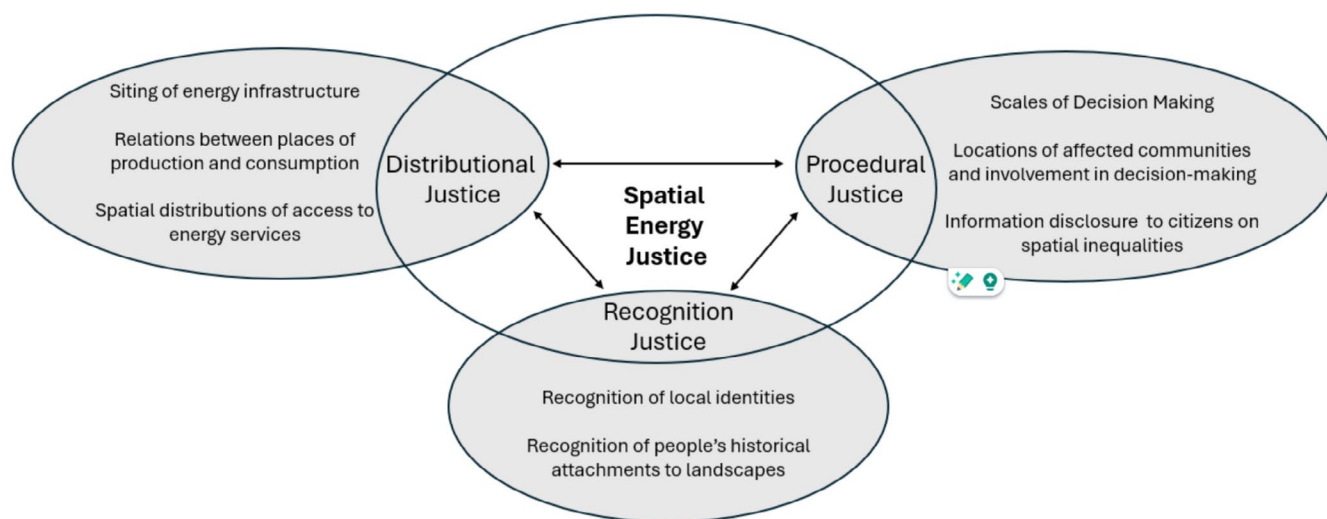 Siting of energy infrastructure
Relations between places of
production and consumption
Spatial distributions of access to
energy services
Distributional
Justice
Spatial
Energy
Justice
Procedural
Justice
Scales of Decision Making
Locations of affected communities
and involvement in decision-making
Information disclosure to citizens on
spatial inequalities
Recognition
Justice
Recognition of local identities
Recognition of people’s historical
attachments to landscapes